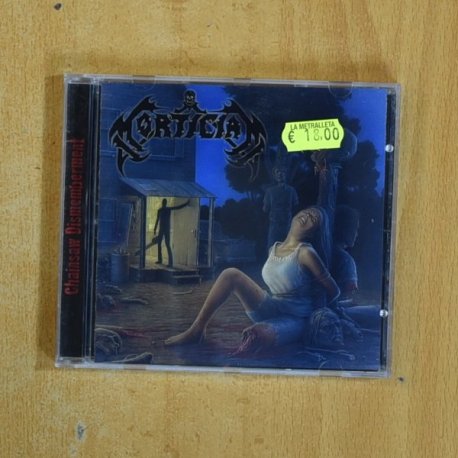 MORTICIAN
LA METRALLETA
€ 18,00
Chainsaw Dismemberment